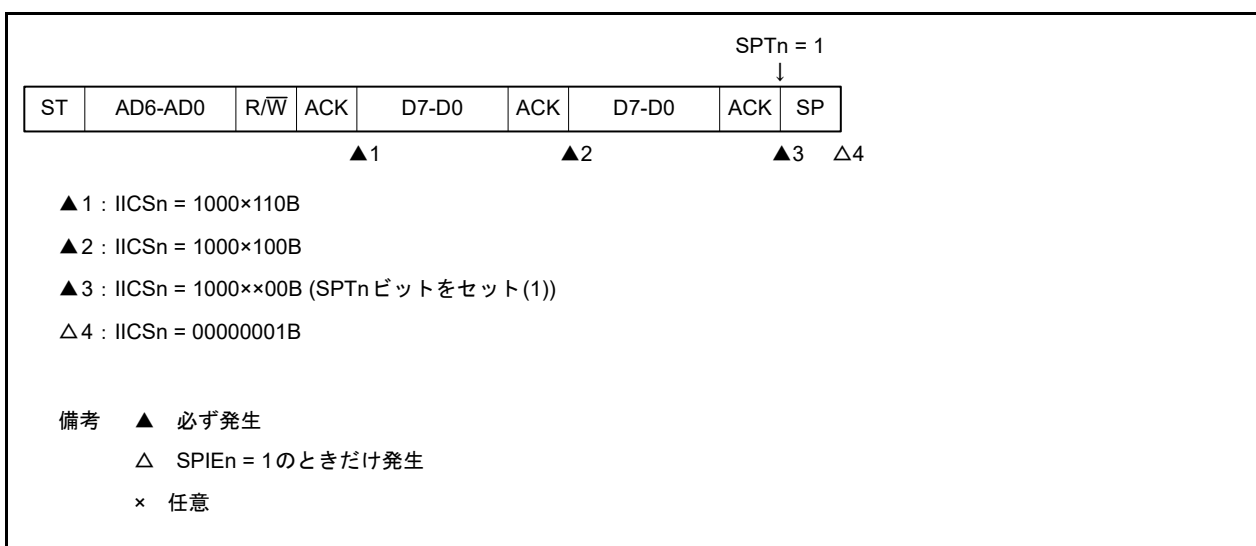 SPTn = 1
↓
ST AD6-AD0 R/W̅ ACK D7-D0 ACK D7-D0 ACK SP
▲1 ▲2 ▲3 △4
▲1：IICSn = 1000×110B
▲2：IICSn = 1000×100B
▲3：IICSn = 1000××00B (SPTnビットをセット(1))
△4：IICSn = 00000001B
備考 ▲ 必ず発生
△ SPIEn = 1のときだけ発生
× 任意